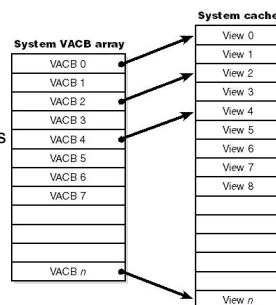 System cache
System VACB array
View 0
View 1
View 2
View 3
View 4
View 5
View 6
View 7
View 8
View n
VACB 0
VACB 1
VACB 2
VACB 3
VACB 4
VACB 5
VACB 6
VACB 7
VACB n
S